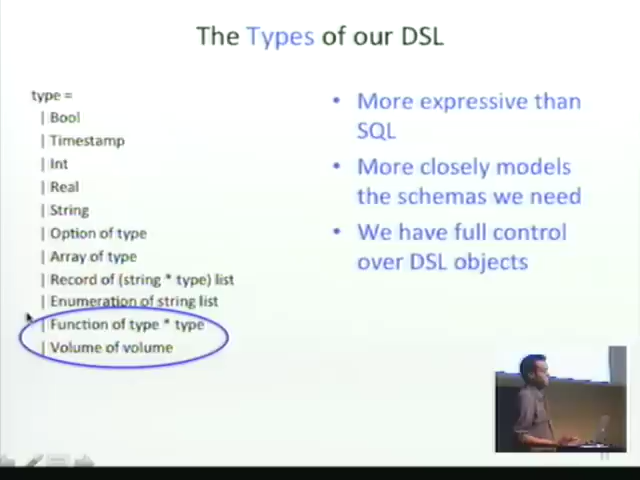 The Types of our DSL
type =
| Bool
| Timestamp
| Int
| Real
| String
| Option of type
| Array of type
| Record of (string * type) list
| Enumeration of string list
| Function of type * type
| Volume of volume
• More expressive than
SQL
• More closely models
the schemas we need
• We have full control
over DSL objects